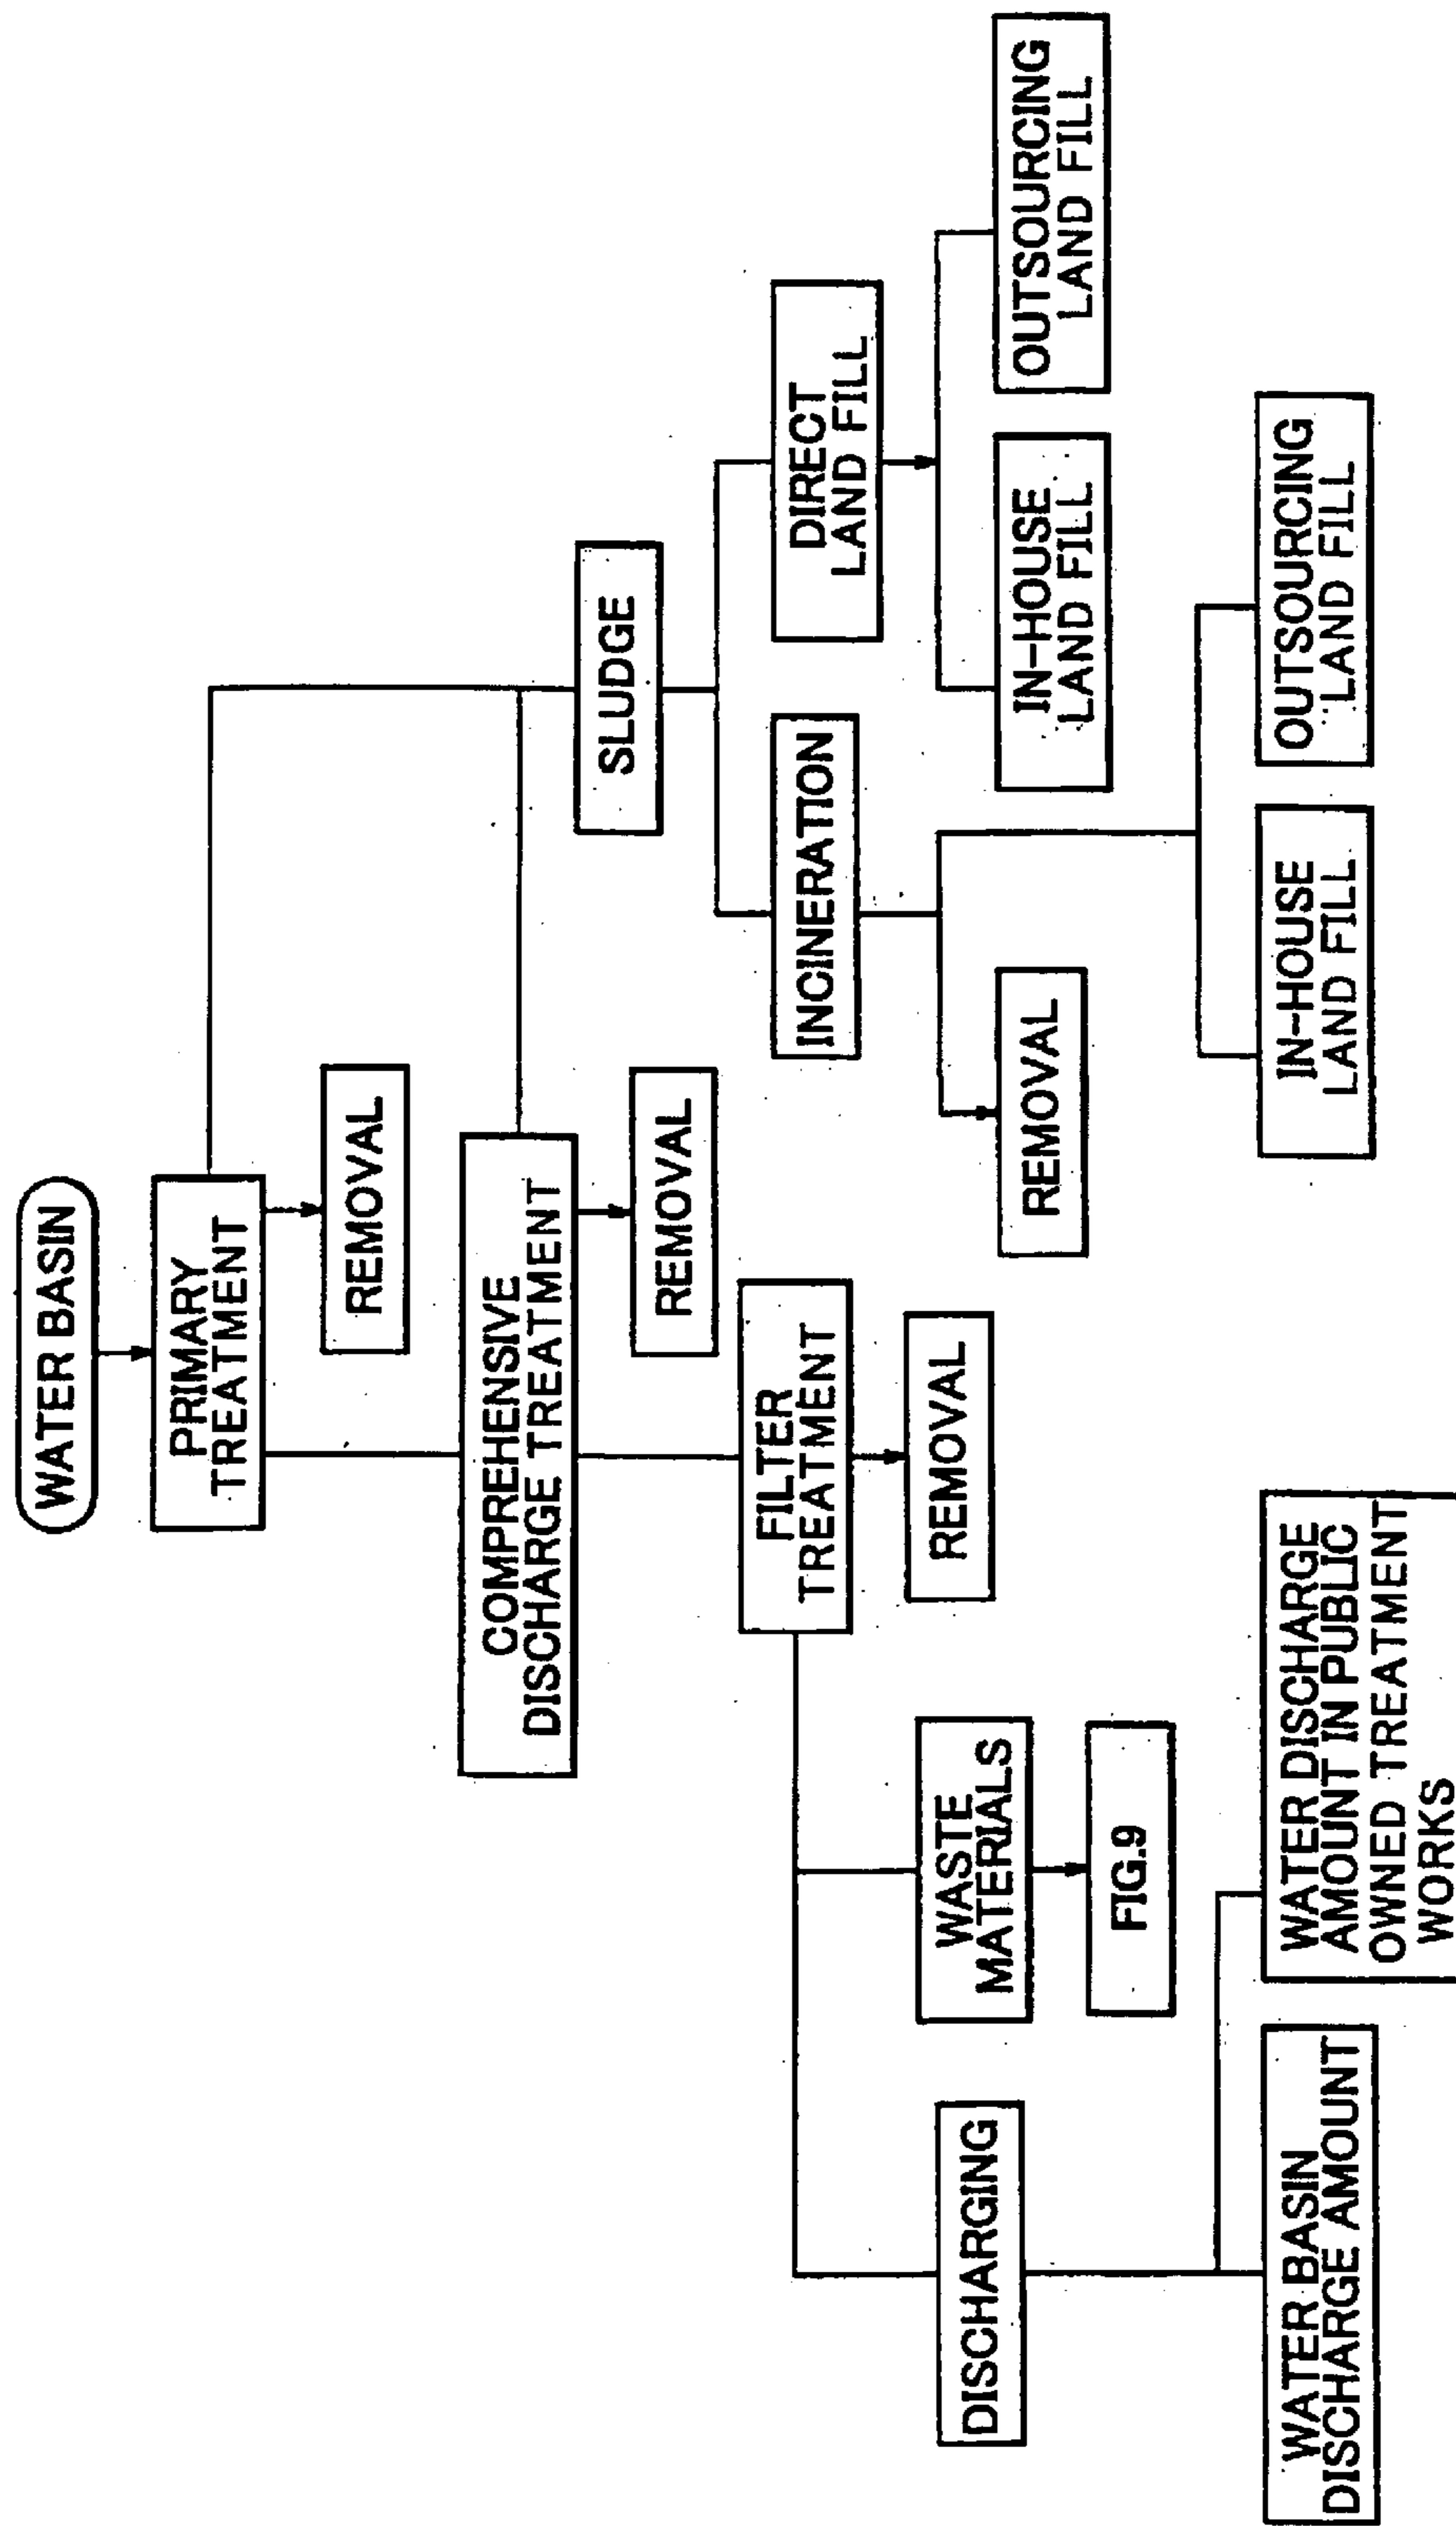 WATER BASIN
PRIMARY
TREATMENT
REMOVAL
COMPREHENSIVE
DISCHARGE TREATMENT
REMOVAL
SLUDGE
FILTER
TREATMENT
REMOVAL
INCINERATION
DIRECT
LAND FILL
DISCHARGING
WASTE
MATERIALS
FIG.9
REMOVAL
IN-HOUSE
LAND FILL
OUTSOURCING
LAND FILL
WATER BASIN
DISCHARGE AMOUNT
WATER DISCHARGE
AMOUNT IN PUBLIC
OWNED TREATMENT
WORKS
IN-HOUSE
LAND FILL
OUTSOURCING
LAND FILL